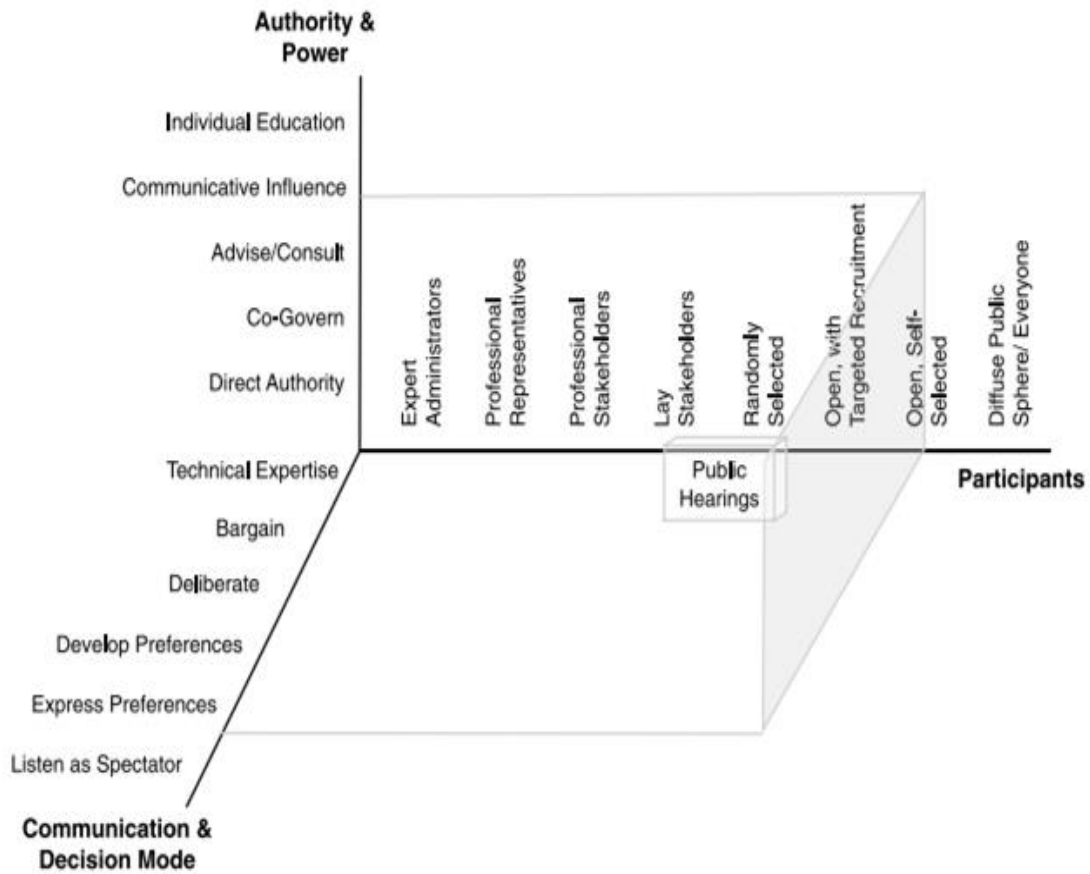 Authority &
Power
Individual Education
Communicative Influence
Advise/Consult
Co-Govern
Direct Authority
Expert
Administrators
Professional
Representatives
Professional
Stakeholders
Lay
Stakeholders
Randomly
Selected
Open, with
Targeted Recruitment
Open, Self-
Selected
Diffuse Public
Sphere/ Everyone
Participants
Public
Hearings
Technical Expertise
Bargain
Deliberate
Develop Preferences
Express Preferences
Listen as Spectator
Communication &
Decision Mode